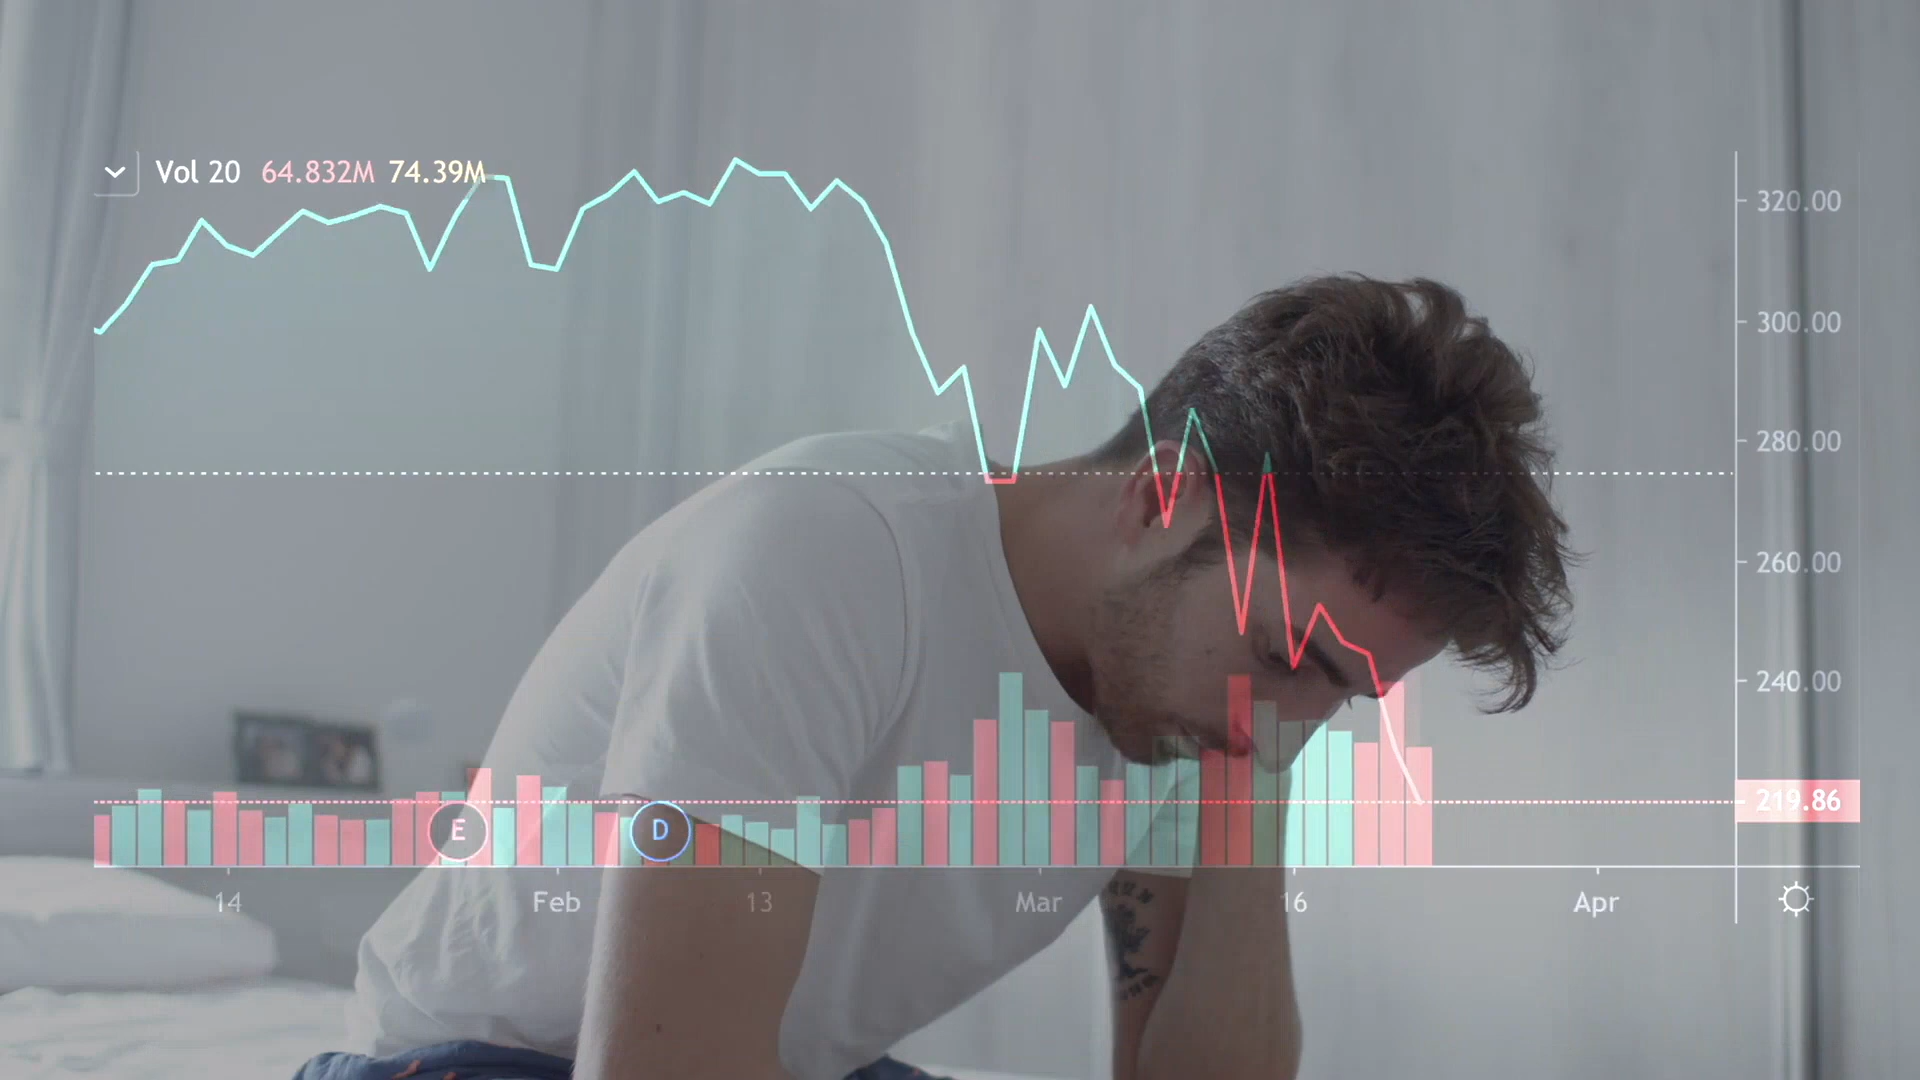 Vol 20 64.832M 74.39M
320.00
300.00
280.00
260.00
240.00
219.86
E
D
14 Feb 13 Mar 16 Apr